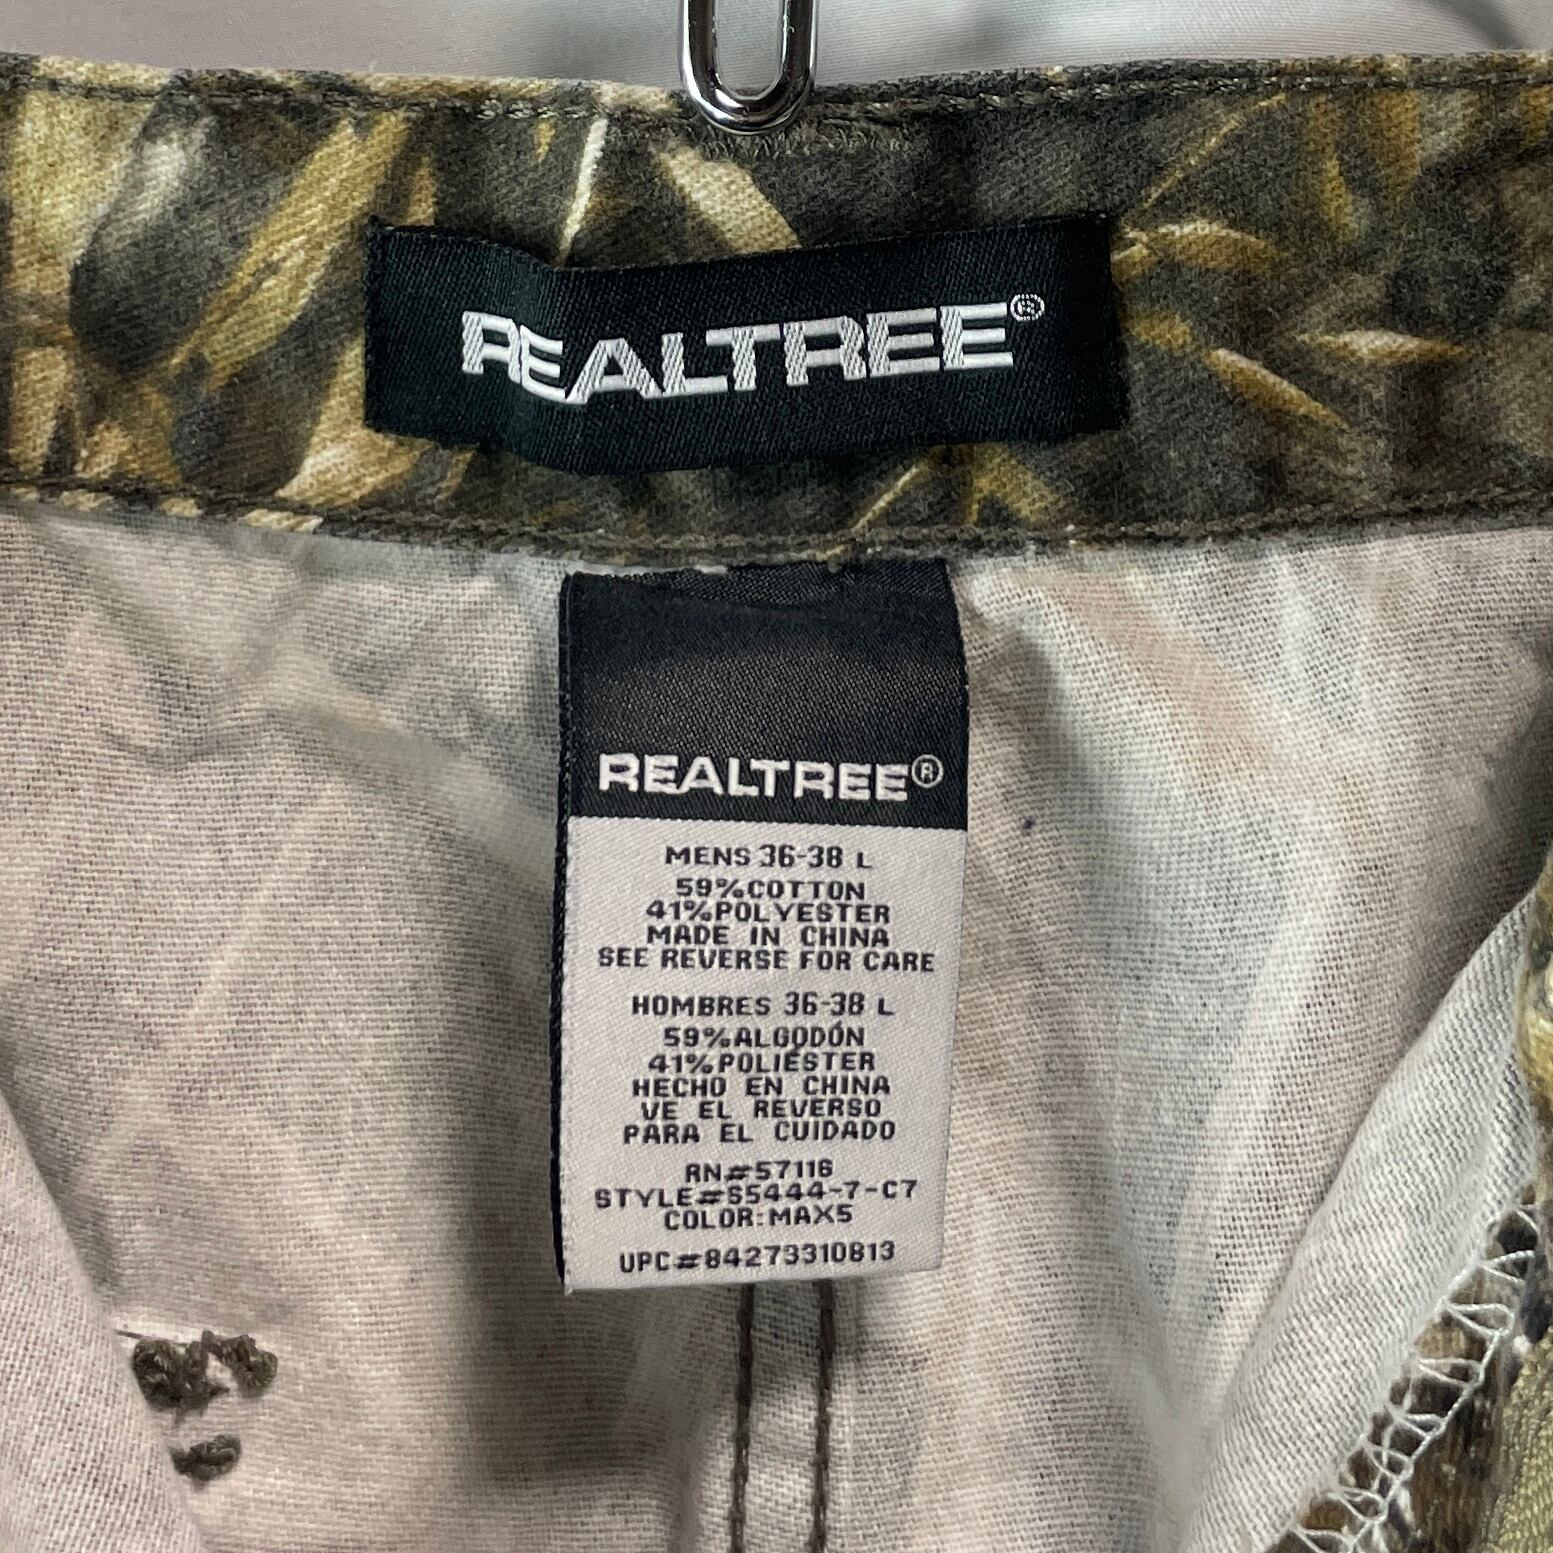 REALTREE®
REALTREE®
MENS 36-38 L
59%COTTON
41%POLYESTER
MADE IN CHINA
SEE REVERSE FOR CARE
HOMBRES 36-38 L
59%ALGODÓN
41%POLIÉSTER
HECHO EN CHINA
VE EL REVERSO
PARA EL CUIDADO
RN#57116
STYLE#S5444-7-C7
COLOR:MAX5
UPC#84273310813